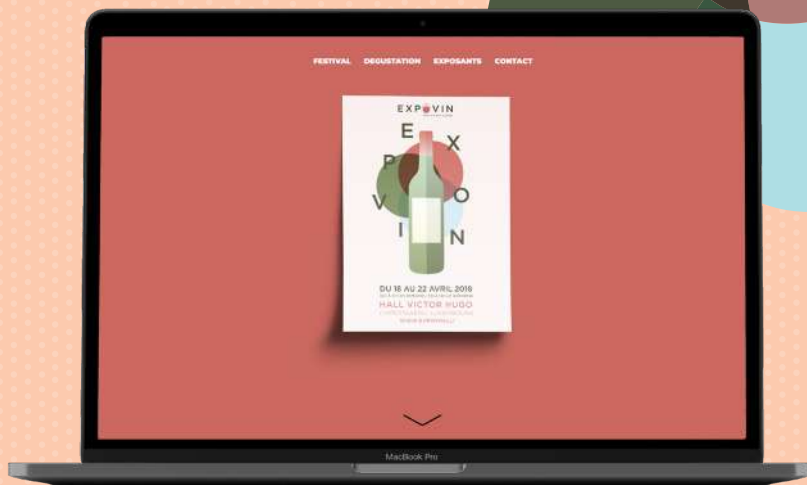 FESTIVAL DEGUSTATION EXPOSANTS CONTACT
EXPOVIN
E X
P O
V
I N
DU 18 AU 22 AVRIL 2018
HALL VICTOR HUGO
MacBook Pro